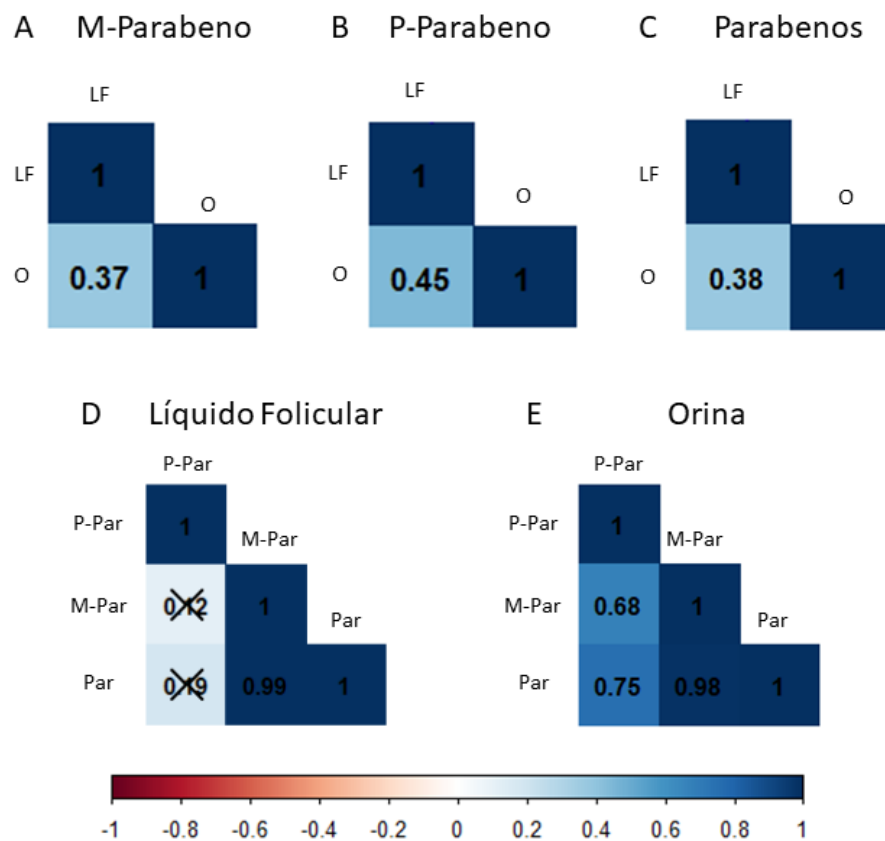 A M-Parabeno B P-Parabeno C Parabenos
LF LF LF
LF 1 LF 1 LF 1
O O O
O 0.37 1 O 0.45 1 O 0.38 1
D Líquido Folicular E Orina
P-Par P-Par
P-Par 1 P-Par 1
M-Par M-Par
M-Par 0.12 1 M-Par 0.68 1
Par Par
Par 0.19 0.99 1 Par 0.75 0.98 1
-1 -0.8 -0.6 -0.4 -0.2 0 0.2 0.4 0.6 0.8 1